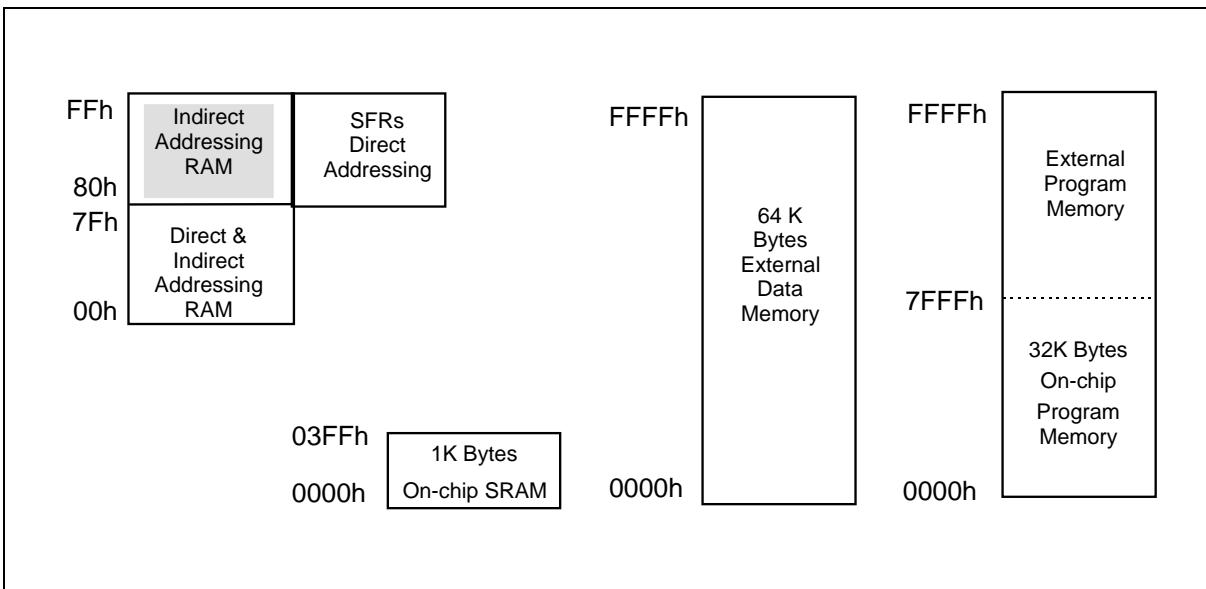 FFh
Indirect
Addressing
RAM
80h
SFRs
Direct
Addressing
7Fh
Direct &
Indirect
Addressing
RAM
00h
03FFh
1K Bytes
On-chip SRAM
0000h
FFFFh
64 K
Bytes
External
Data
Memory
0000h
FFFFh
External
Program
Memory
7FFFh
32K Bytes
On-chip
Program
Memory
0000h